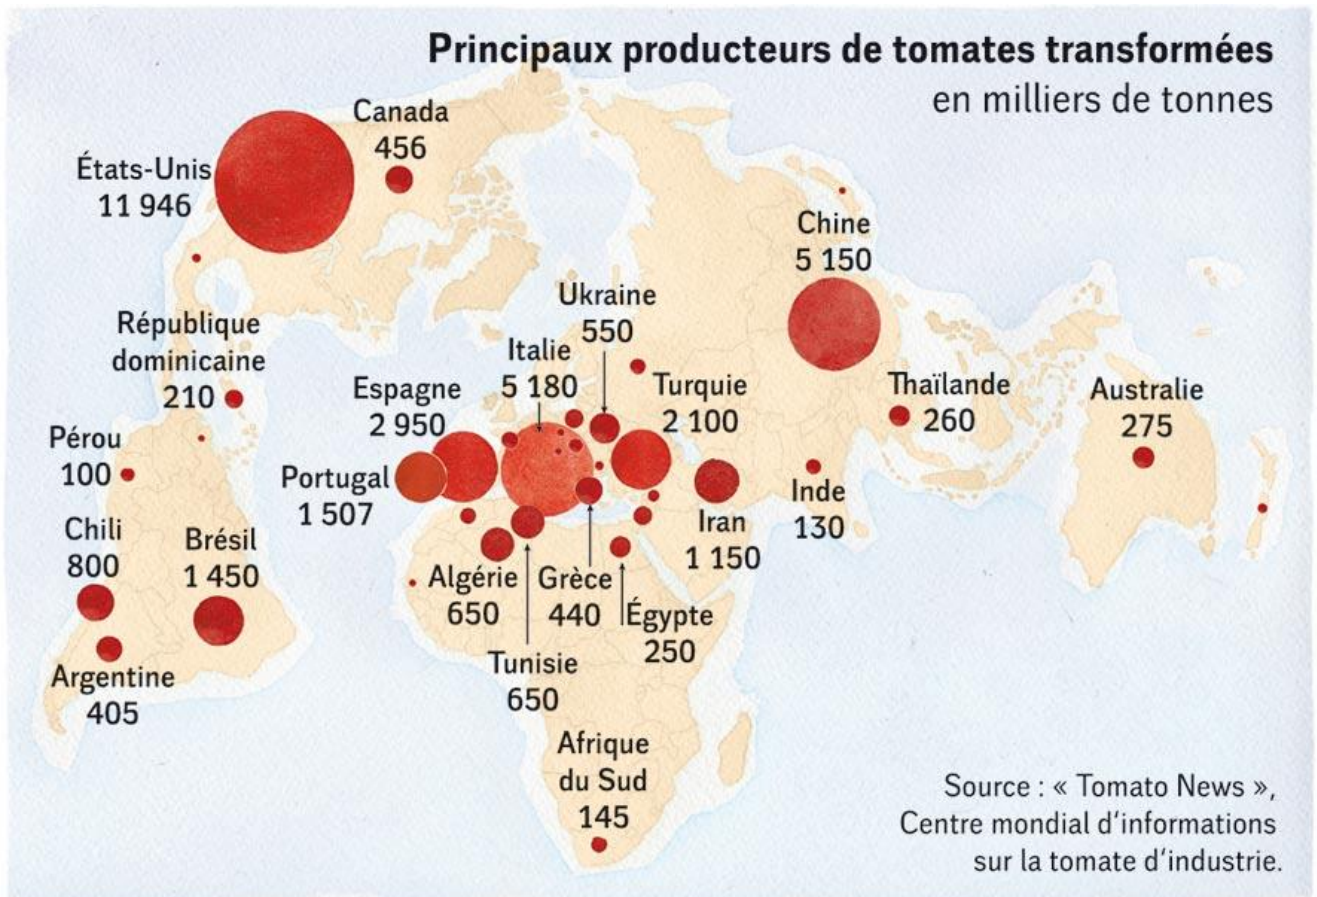 Principaux producteurs de tomates transformées
en milliers de tonnes
Canada
456
États-Unis
11 946
Chine
5 150
Ukraine
550
République
dominicaine
210
Italie
5 180
Espagne
2 950
Turquie
2 100
Thaïlande
260
Australie
275
Pérou
100
Portugal
1 507
Inde
130
Iran
1 150
Chili
800
Brésil
1 450
Algérie
650
Grèce
440
Égypte
250
Tunisie
650
Argentine
405
Afrique
du Sud
145
Source : « Tomato News »,
Centre mondial d'informations
sur la tomate d'industrie.